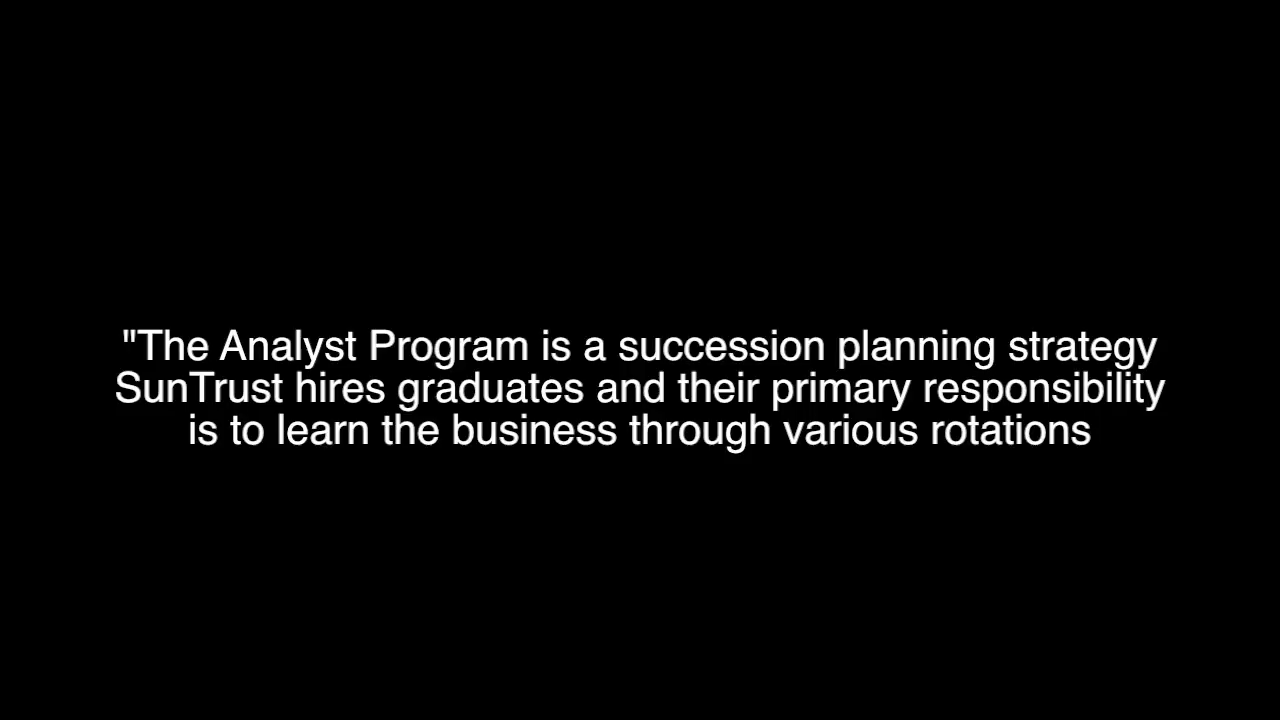 "The Analyst Program is a succession planning strategy
SunTrust hires graduates and their primary responsibility
is to learn the business through various rotations